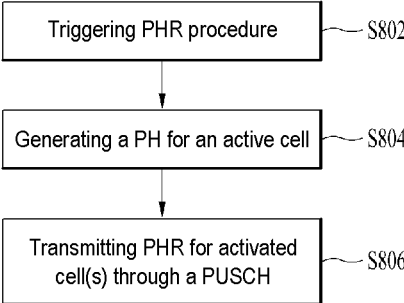 Triggering PHR procedure
S802
Generating a PH for an active cell
S804
Transmitting PHR for activated
cell(s) through a PUSCH
S806